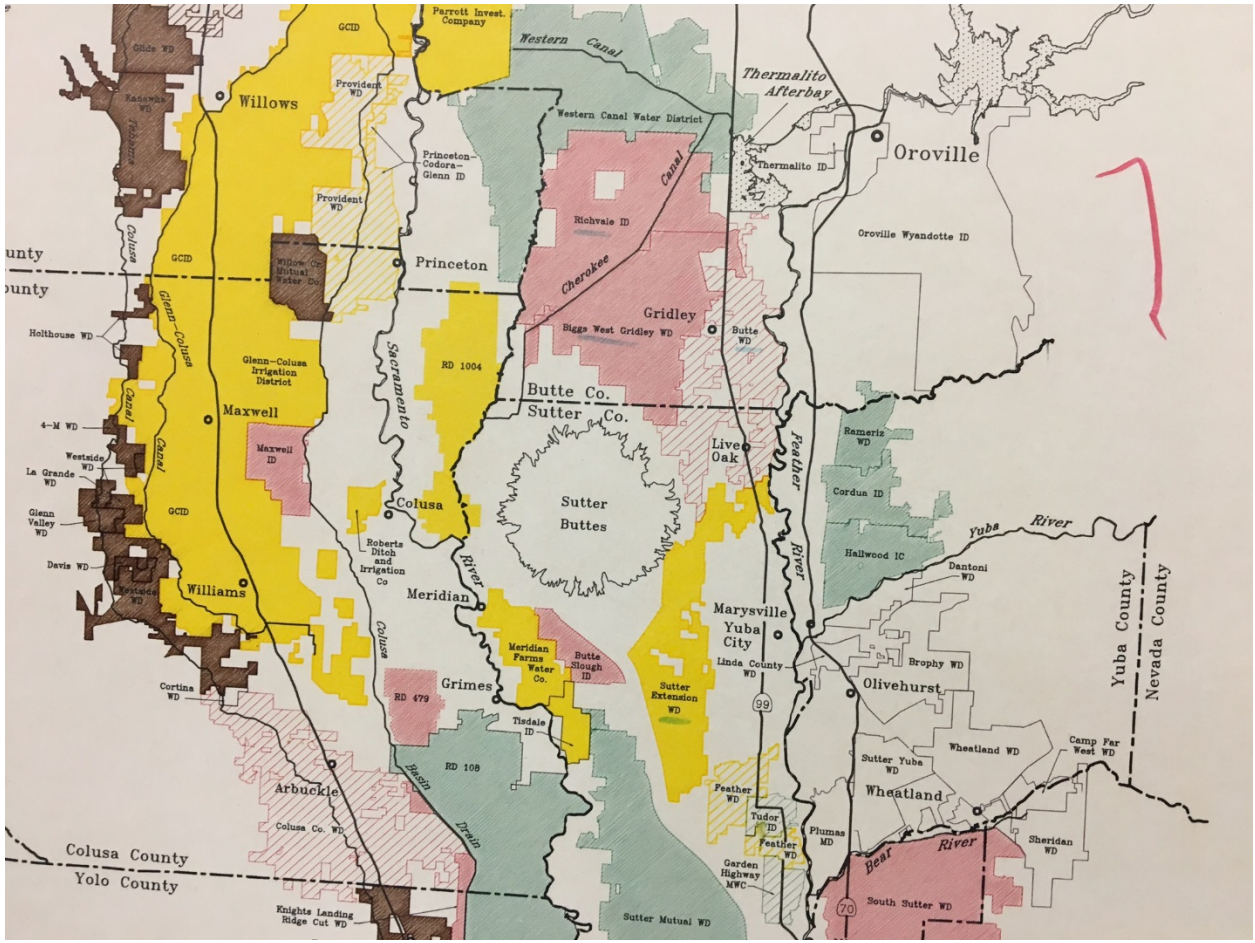 Parrott Invest.
Company
GCID
Western Canal
Glide WD
Kanawha
WD
Tehama
Willows
Provident
WD
Thermalito
Afterbay
Western Canal Water District
Princeton-
Codora-
Glenn ID
Canal
Thermalito ID
Oroville
Provident
WD
Richvale ID
Oroville Wyandotte ID
Colusa
GCID
Willow Cr.
Mutual
Water Co.
Princeton
Cherokee
ounty
ounty
Glenn-Colusa
Gridley
Holthouse WD
Biggs West Gridley WD
Butte
WD
Sacramento
Glenn-Colusa
Irrigation
District
RD 1004
Canal
Canal
Butte Co.
Sutter Co.
Maxwell
4-M WD
Maxwell
ID
Live
Oak
Feather
River
Rameriz
WD
Westside
WD
La Grande
WD
Cordun ID
Glenn
Valley
WD
GCID
Colusa
Sutter
Buttes
Yuba River
Roberts
Ditch
and
Irrigation
Co
Hallwood IC
Davis WD
Westside
WD
Williams
River
Dantoni
WD
Meridian
Marysville
Yuba
City
Colusa
Meridian
Farms
Water
Co.
Butte
Slough
ID
Linda County
WD
Brophy WD
Yuba County
Nevada County
Cortina
WD
RD 479
Grimes
Sutter
Extension
WD
Olivehurst
99
Tisdale
ID
Wheatland WD
Camp Far
West WD
RD 108
Sutter Yuba
WD
Basin
Arbuckle
Feather
WD
Wheatland
Tudor
ID
Colusa Co. WD
Drain
Plumas
MD
Feather
WD
Bear River
Sheridan
WD
Colusa County
Yolo County
Garden
Highway
MWC
Knights Landing
Ridge Cut WD
Sutter Mutual WD
70
South Sutter WD